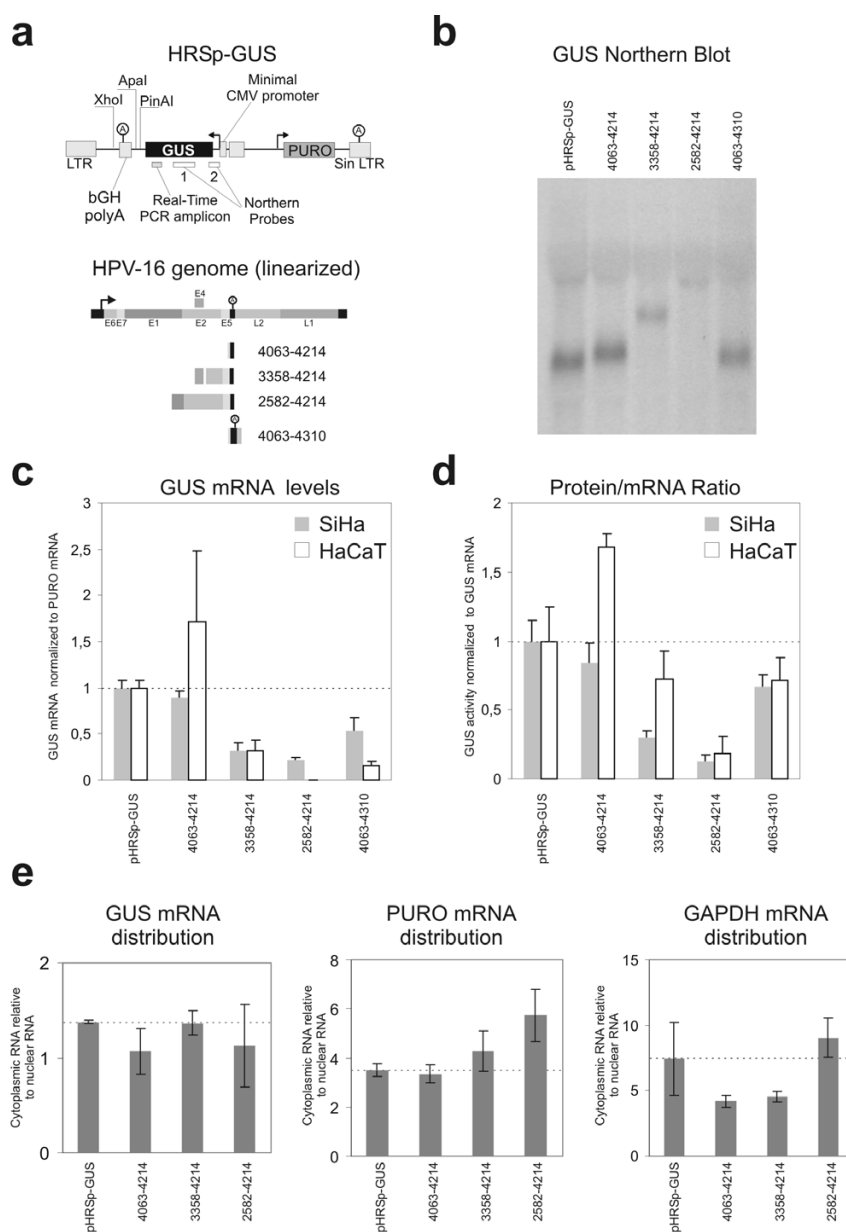 a
HRSp-GUS
ApaI
XhoI
PinAI
Minimal
CMV promoter
A
GUS
PURO
A
LTR
Sin LTR
bGH
polyA
1
2
Real-Time
PCR amplicon
Northern
Probes
HPV-16 genome (linearized)
E4
A
E6 E7 E1 E2 E5 L2 L1
4063-4214
3358-4214
2582-4214
A
4063-4310
b
GUS Northern Blot
pHRSp-GUS
4063-4214
3358-4214
2582-4214
4063-4310
c
GUS mRNA levels
GUS mRNA normalized to PURO mRNA
3
2,5
2
1,5
1
0,5
0
SiHa
HaCaT
pHRSp-GUS
4063-4214
3358-4214
2582-4214
4063-4310
d
Protein/mRNA Ratio
GUS activity normalized to GUS mRNA
2
1,5
1
0,5
0
SiHa
HaCaT
pHRSp-GUS
4063-4214
3358-4214
2582-4214
4063-4310
e
GUS mRNA
distribution
Cytoplasmic RNA relative
to nuclear RNA
2
1
0
pHRSp-GUS
4063-4214
3358-4214
2582-4214
PURO mRNA
distribution
Cytoplasmic RNA relative
to nuclear RNA
8
6
4
2
0
pHRSp-GUS
4063-4214
3358-4214
2582-4214
GAPDH mRNA
distribution
Cytoplasmic RNA relative
to nuclear RNA
15
10
5
0
pHRSp-GUS
4063-4214
3358-4214
2582-4214